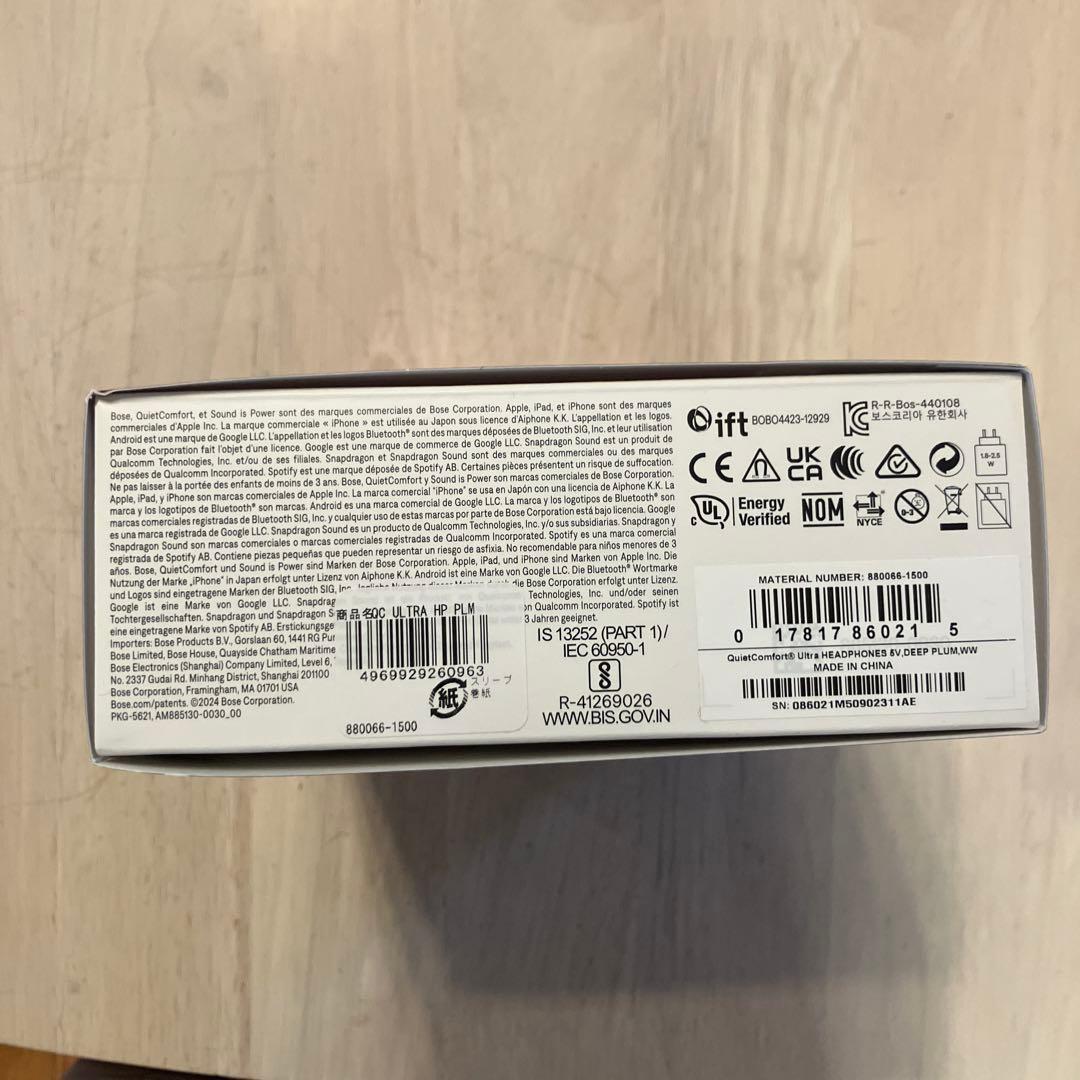 Bose, QuietComfort, et Sound is Power sont des marques commerciales de Bose Corporation. Apple, iPad, et iPhone sont des marques
commerciales d'Apple Inc. La marque commerciale « iPhone » est utilisée au Japon sous licence d'Aiphone K.K. L'appellation et les logos
Android est une marque de Google LLC. L'appellation et les logos Bluetooth® sont des marques déposées de Bluetooth SIG, Inc. et leur utilisation
par Bose Corporation fait l'objet d'une licence. Google est une marque de commerce de Google LLC. Snapdragon Sound est un produit de
Qualcomm Technologies, Inc. et/ou de ses filiales. Snapdragon et Snapdragon Sound sont des marques commerciales ou des marques
déposées de Qualcomm Incorporated. Spotify est une marque déposée de Spotify AB. Certaines pièces présentent un risque de suffocation.
Ne pas laisser à la portée des enfants de moins de 3 ans. Bose, QuietComfort y Sound is Power son marcas comerciales de Bose Corporation.
Apple, iPad, y iPhone son marcas comerciales de Apple Inc. La marca comercial "iPhone" se usa en Japón con una licencia de Aiphone K.K. La
marca y los logotipos de Bluetooth® son marcas. Android es una marca comercial de Google LLC. La marca y los logotipos de Bluetooth® son
marcas comerciales registradas de Bluetooth SIG, Inc. y cualquier uso de estas marcas por parte de Bose Corporation está bajo licencia. Google
es una marca registrada de Google LLC. Snapdragon Sound es un producto de Qualcomm Technologies, Inc. y/o sus subsidiarias. Snapdragon y
Snapdragon Sound son marcas comerciales o marcas comerciales registradas de Qualcomm Incorporated. Spotify es una marca comercial
registrada de Spotify AB. Contiene piezas pequeñas que pueden representar un riesgo de asfixia. No recomendable para niños menores de 3
años. Bose, QuietComfort und Sound is Power sind Marken der Bose Corporation. Apple, iPad, und iPhone sind Marken von Apple Inc. Die
Nutzung der Marke „iPhone" in Japan erfolgt unter Lizenz von Aiphone K.K. Android ist eine Marke von Google LLC. Die Bluetooth® Wortmarke
und Logos sind eingetragene Marken der Bluetooth SIG, Inc. die Bose Corporation erfolgt unter Lizenz.
Google ist eine Marke von Google LLC. Snapdrag Technologies, Inc. und/oder seinen
Tochtergesellschaften. Snapdragon und Snapdragon S on Qualcomm Incorporated. Spotify ist
eine eingetragene Marke von Spotify AB. Erstickungsge 3 Jahren geeignet.
Importers: Bose Products B.V., Gorslaan 60, 1441 RG Pur
Bose Limited, Bose House, Quayside Chatham Maritime
Bose Electronics (Shanghai) Company Limited, Level 6,
No. 2337 Gudai Rd. Minhang District, Shanghai 201100
Bose Corporation, Framingham, MA 01701 USA
Bose.com/patents. ©2024 Bose Corporation.
PKG-5621, AM885130-0030_00
商品名QC ULTRA HP PLM
4969929260963
紙
スリーブ
巻紙
880066-1500
IS 13252 (PART 1)/
IEC 60950-1
R-41269026
WWW.BIS.GOV.IN
ift BOBO4423-12929
R-R-Bos-440108
보스코리아 유한회사
CE UK CA
1.8-2.5
W
c UL Energy Verified NOM NYCE 0-3
MATERIAL NUMBER: 880066-1500
0 17817 86021 5
QuietComfort® Ultra HEADPHONES 5V,DEEP PLUM,WW
MADE IN CHINA
SN: 086021M50902311AE